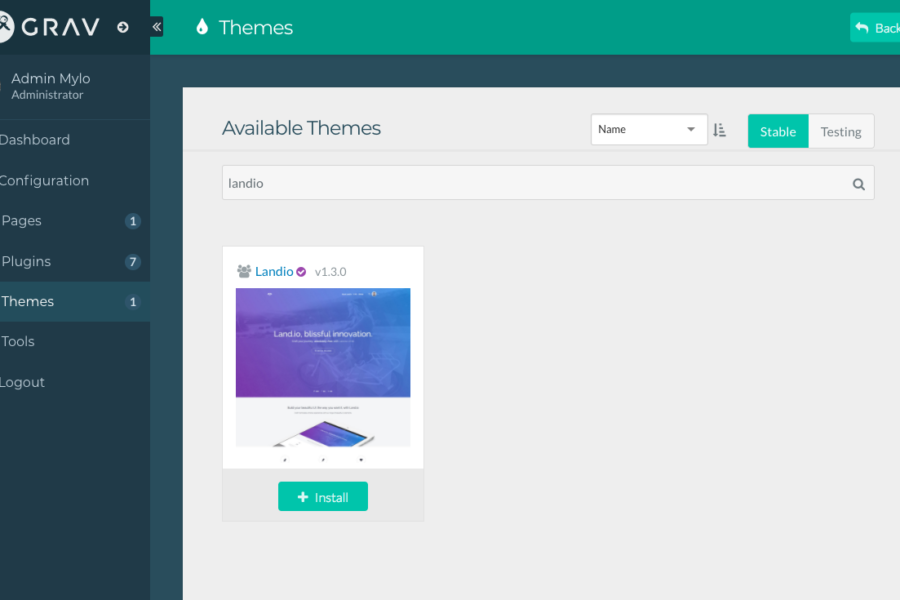 GRAV
Themes
Back
Admin Mylo
Administrator
Dashboard
Configuration
Pages 1
Plugins 7
Themes 1
Tools
Logout
Available Themes
Name
Stable
Testing
landio
Landio v1.3.0
Land.io, blissful innovation.
+ Install